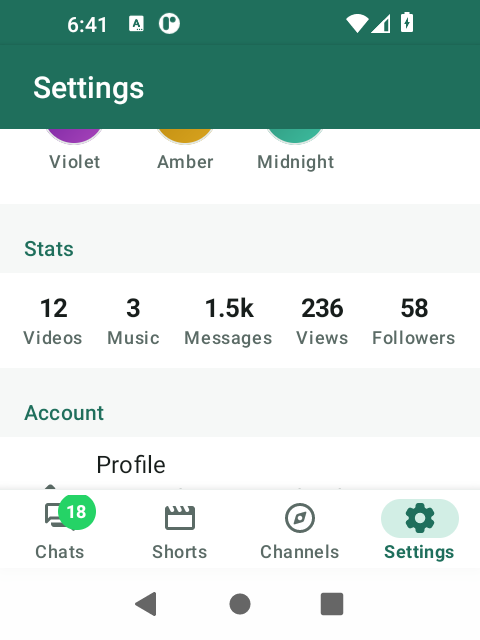 6:41
Settings
Violet Amber Midnight
Stats
12 3 1.5k 236 58
Videos Music Messages Views Followers
Account
Profile
18
Chats Shorts Channels Settings